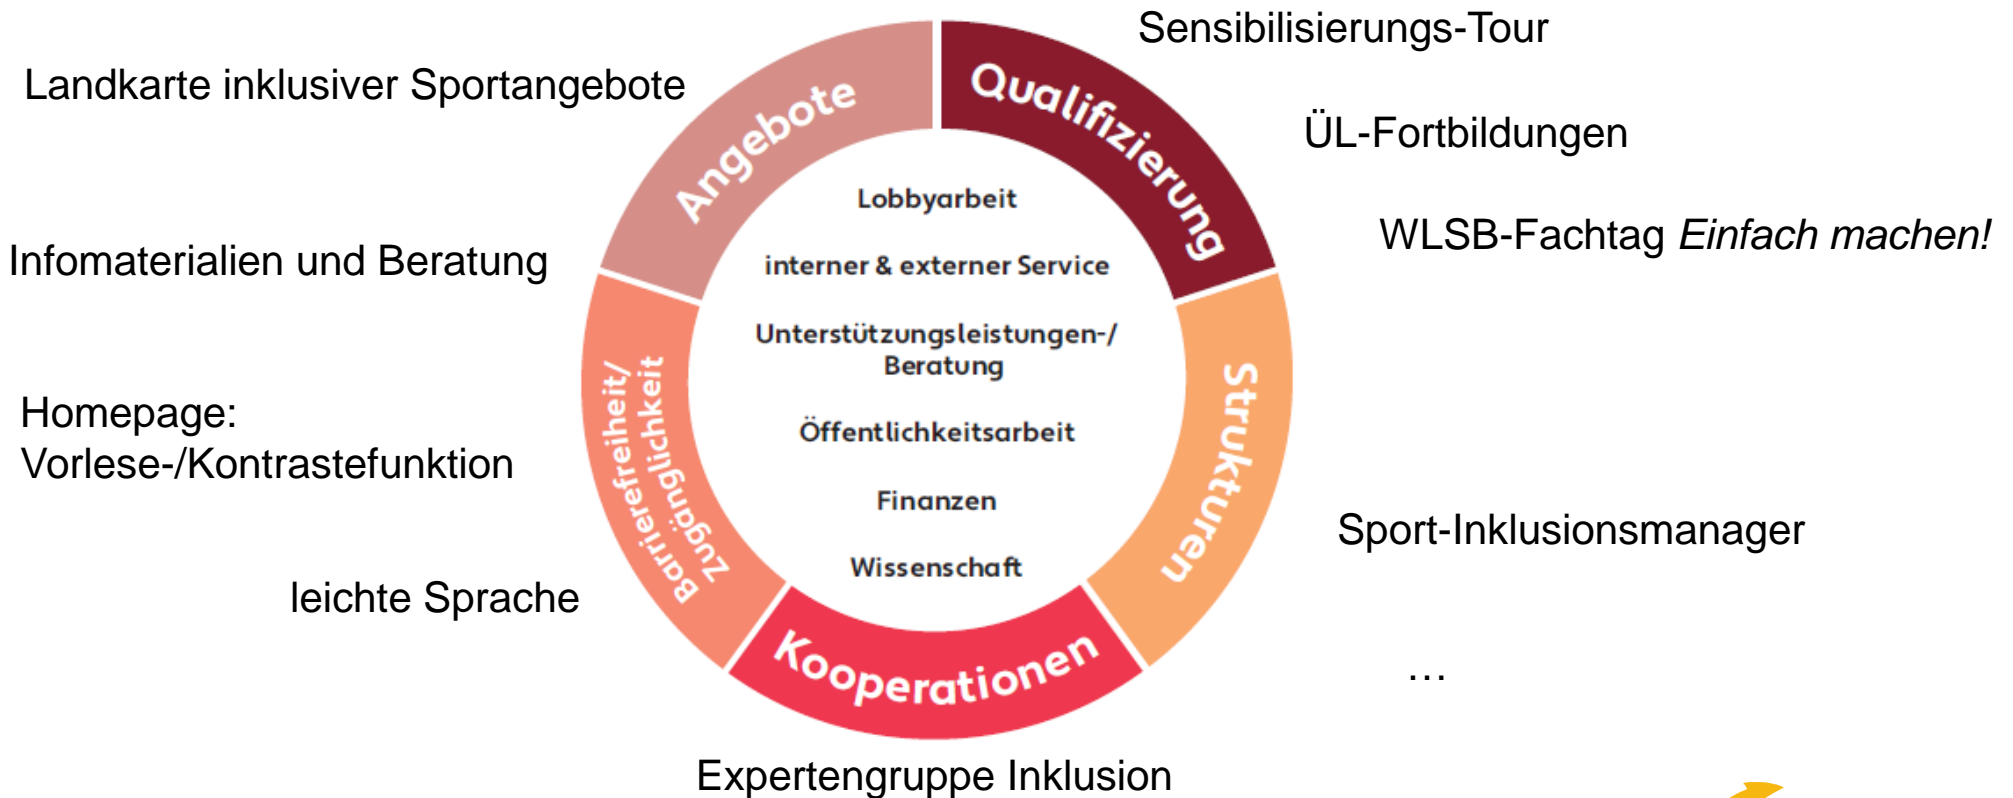 Sensibilisierungs-Tour
Landkarte inklusiver Sportangebote
Angebote
Qualifizierung
ÜL-Fortbildungen
Lobbyarbeit
WLSB-Fachtag Einfach machen!
Infomaterialien und Beratung
interner & externer Service
Unterstützungsleistungen-/
Beratung
Barrierefreiheit/
Zugänglichkeit
Strukturen
Homepage:
Vorlese-/Kontrastefunktion
Öffentlichkeitsarbeit
Finanzen
Sport-Inklusionsmanager
Wissenschaft
leichte Sprache
Kooperationen
…
Expertengruppe Inklusion